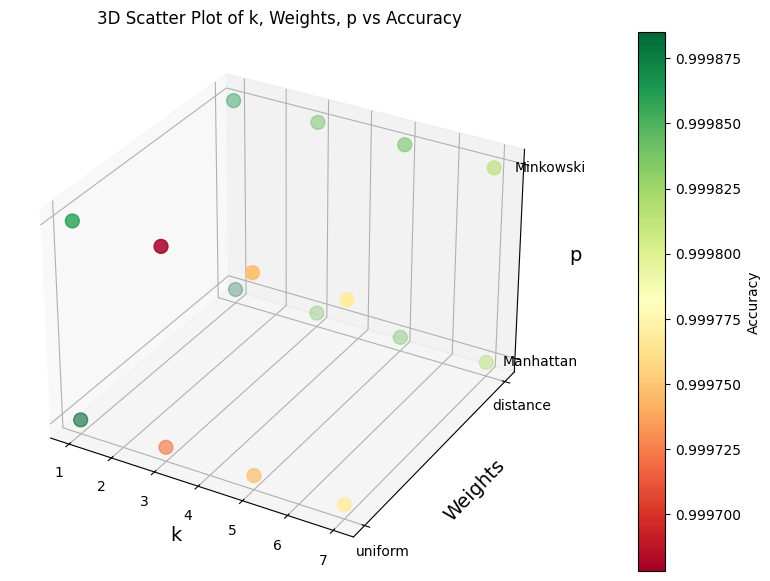 3D Scatter Plot of k, Weights, p vs Accuracy
0.999875
0.999850
0.999825
0.999800
0.999775
0.999750
0.999725
0.999700
Accuracy
Minkowski
p
Manhattan
distance
Weights
uniform
1
2
3
4
5
6
7
k